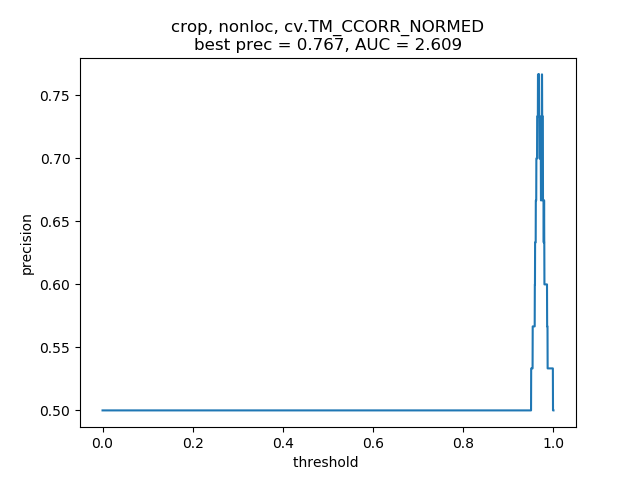 crop, nonloc, cv.TM_CCORR_NORMED
best prec = 0.767, AUC = 2.609
precision
0.75
0.70
0.65
0.60
0.55
0.50
0.0 0.2 0.4 0.6 0.8 1.0
threshold